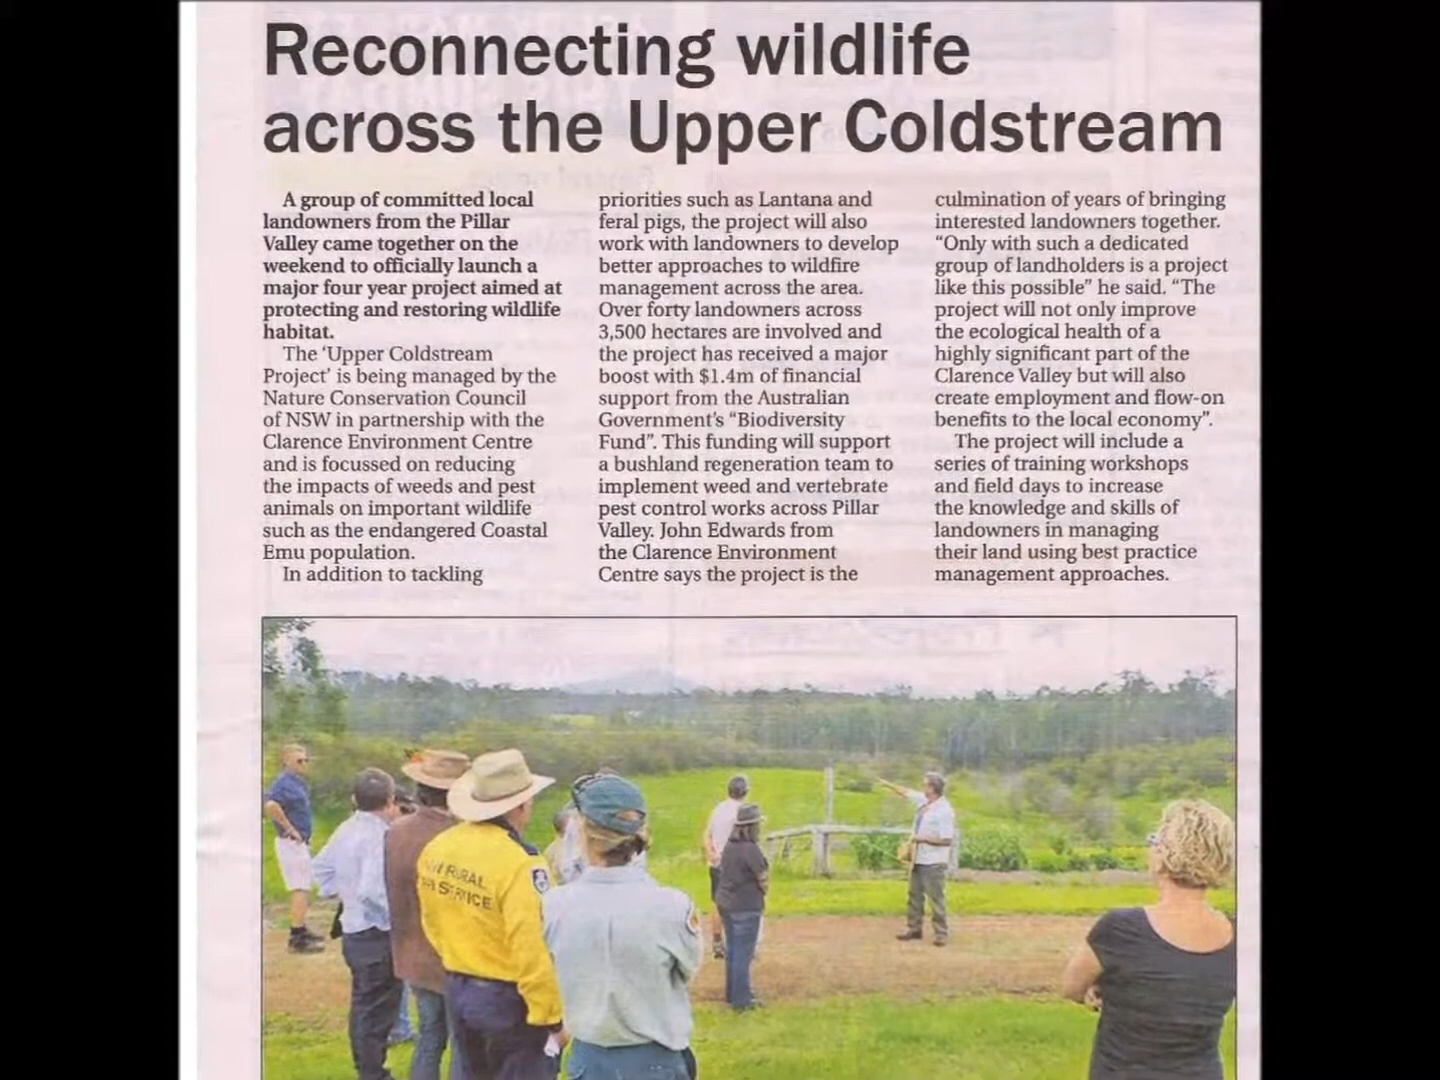 Reconnecting wildlife
across the Upper Coldstream
A group of committed local
landowners from the Pillar
Valley came together on the
weekend to officially launch a
major four year project aimed at
protecting and restoring wildlife
habitat.
The ‘Upper Coldstream
Project’ is being managed by the
Nature Conservation Council
of NSW in partnership with the
Clarence Environment Centre
and is focussed on reducing
the impacts of weeds and pest
animals on important wildlife
such as the endangered Coastal
Emu population.
In addition to tackling
priorities such as Lantana and
feral pigs, the project will also
work with landowners to develop
better approaches to wildfire
management across the area.
Over forty landowners across
3,500 hectares are involved and
the project has received a major
boost with $1.4m of financial
support from the Australian
Government’s “Biodiversity
Fund”. This funding will support
a bushland regeneration team to
implement weed and vertebrate
pest control works across Pillar
Valley. John Edwards from
the Clarence Environment
Centre says the project is the
culmination of years of bringing
interested landowners together.
“Only with such a dedicated
group of landholders is a project
like this possible” he said. “The
project will not only improve
the ecological health of a
highly significant part of the
Clarence Valley but will also
create employment and flow-on
benefits to the local economy”.
The project will include a
series of training workshops
and field days to increase
the knowledge and skills of
landowners in managing
their land using best practice
management approaches.
RURAL
SERVICE